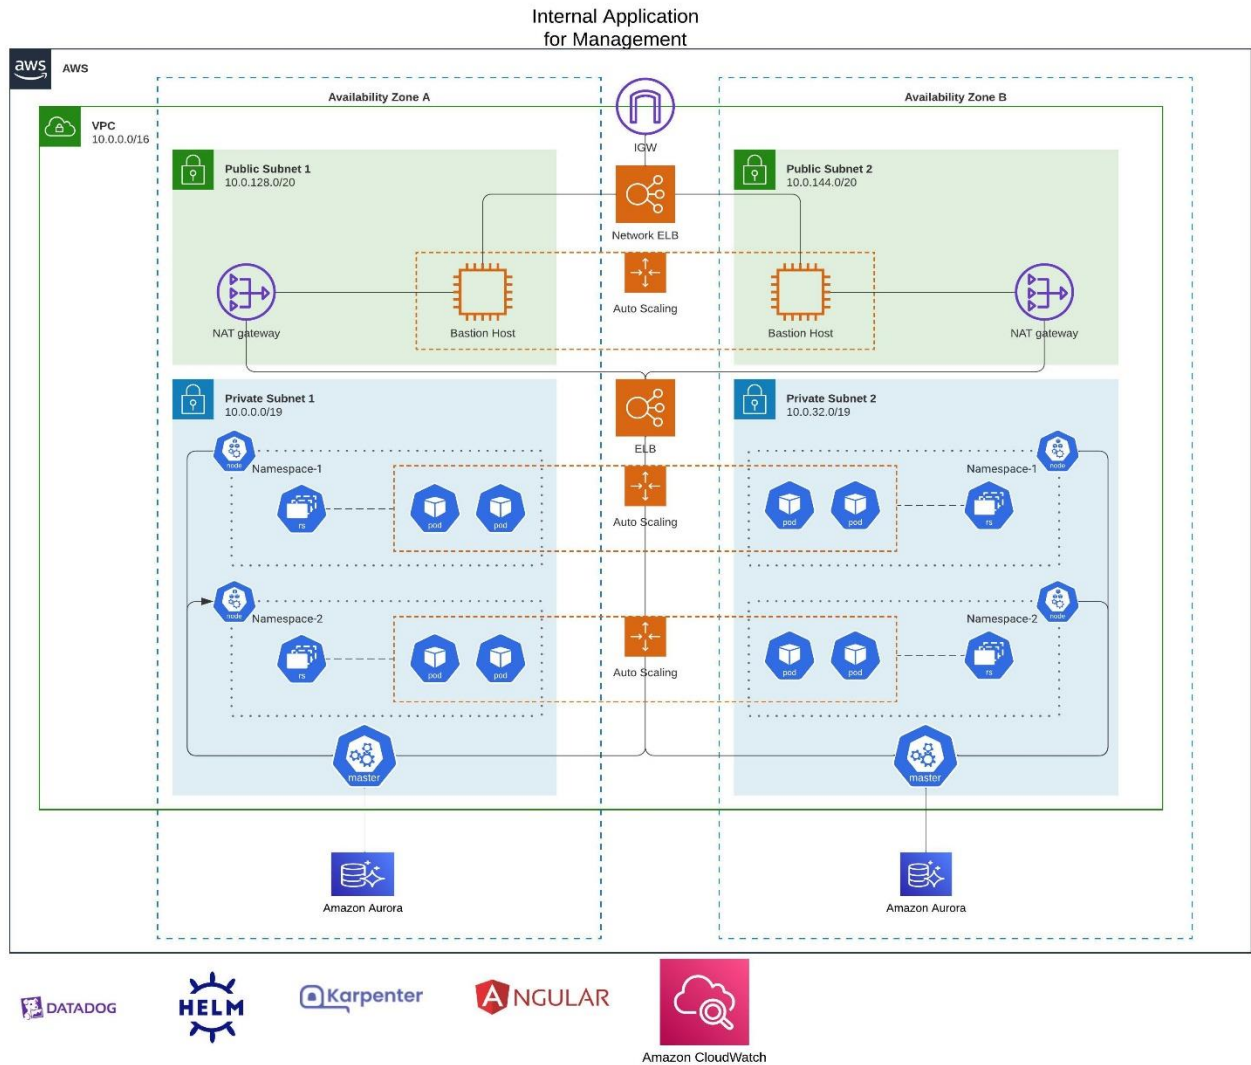 Internal Application
for Management
aws
AWS
Availability Zone A
Availability Zone B
VPC
10.0.0.0/16
IGW
Public Subnet 1
10.0.128.0/20
Public Subnet 2
10.0.144.0/20
Network ELB
Auto Scaling
NAT gateway
Bastion Host
Bastion Host
NAT gateway
Private Subnet 1
10.0.0.0/19
Private Subnet 2
10.0.32.0/19
ELB
node
Namespace-1
rs
pod
pod
Auto Scaling
pod
pod
Namespace-1
rs
node
node
Namespace-2
rs
pod
pod
Auto Scaling
pod
pod
Namespace-2
rs
node
master
master
Amazon Aurora
Amazon Aurora
DATADOG
HELM
Karpenter
ANGULAR
Amazon CloudWatch